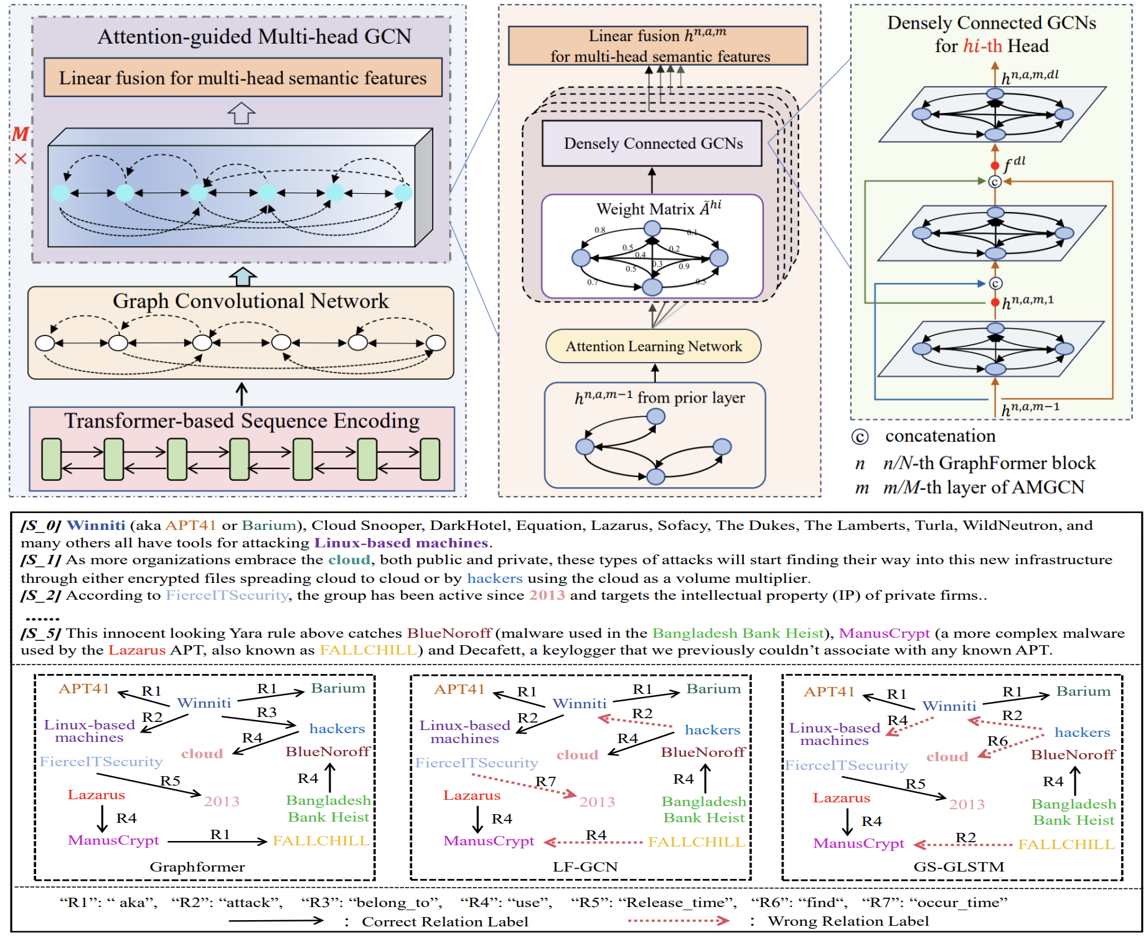 Attention-guided Multi-head GCN
Linear fusion for multi-head semantic features
M
×
Graph Convolutional Network
Transformer-based Sequence Encoding
Linear fusion h^{n,a,m}
for multi-head semantic features
Densely Connected GCNs
Weight Matrix Ā^{hi}
0.8
0.1
0.5
0.2
0.4
0.3
0.5
0.9
0.7
0.5
Attention Learning Network
h^{n,a,m−1} from prior layer
Densely Connected GCNs
for hi-th Head
h^{n,a,m,dl}
f^{dl}
c
c
h^{n,a,m,1}
h^{n,a,m−1}
c concatenation
n n/N-th GraphFormer block
m m/M-th layer of AMGCN
[S_0] Winniti (aka APT41 or Barium), Cloud Snooper, DarkHotel, Equation, Lazarus, Sofacy, The Dukes, The Lamberts, Turla, WildNeutron, and
many others all have tools for attacking Linux-based machines.
[S_1] As more organizations embrace the cloud, both public and private, these types of attacks will start finding their way into this new infrastructure
through either encrypted files spreading cloud to cloud or by hackers using the cloud as a volume multiplier.
[S_2] According to FierceITSecurity, the group has been active since 2013 and targets the intellectual property (IP) of private firms..
......
[S_5] This innocent looking Yara rule above catches BlueNoroff (malware used in the Bangladesh Bank Heist), ManusCrypt (a more complex malware
used by the Lazarus APT, also known as FALLCHILL) and Decafett, a keylogger that we previously couldn't associate with any known APT.
APT41
R1
R1
Barium
Winniti
R2
R3
Linux-based
machines
hackers
R4
cloud
BlueNoroff
FierceITSecurity
R5
R4
Lazarus
2013
Bangladesh
Bank Heist
R4
R1
ManusCrypt
FALLCHILL
Graphformer
APT41
R1
R1
Barium
Winniti
R2
R2
Linux-based
machines
hackers
R4
cloud
BlueNoroff
FierceITSecurity
R7
R4
Lazarus
2013
Bangladesh
Bank Heist
R4
R4
ManusCrypt
FALLCHILL
LF-GCN
APT41
R1
R1
Barium
Winniti
R4
R2
Linux-based
machines
hackers
R6
cloud
BlueNoroff
FierceITSecurity
R5
R4
Lazarus
2013
Bangladesh
Bank Heist
R4
R2
ManusCrypt
FALLCHILL
GS-GLSTM
"R1": " aka", "R2": "attack", "R3": "belong_to", "R4": "use", "R5": "Release_time", "R6": "find", "R7": "occur_time"
: Correct Relation Label : Wrong Relation Label